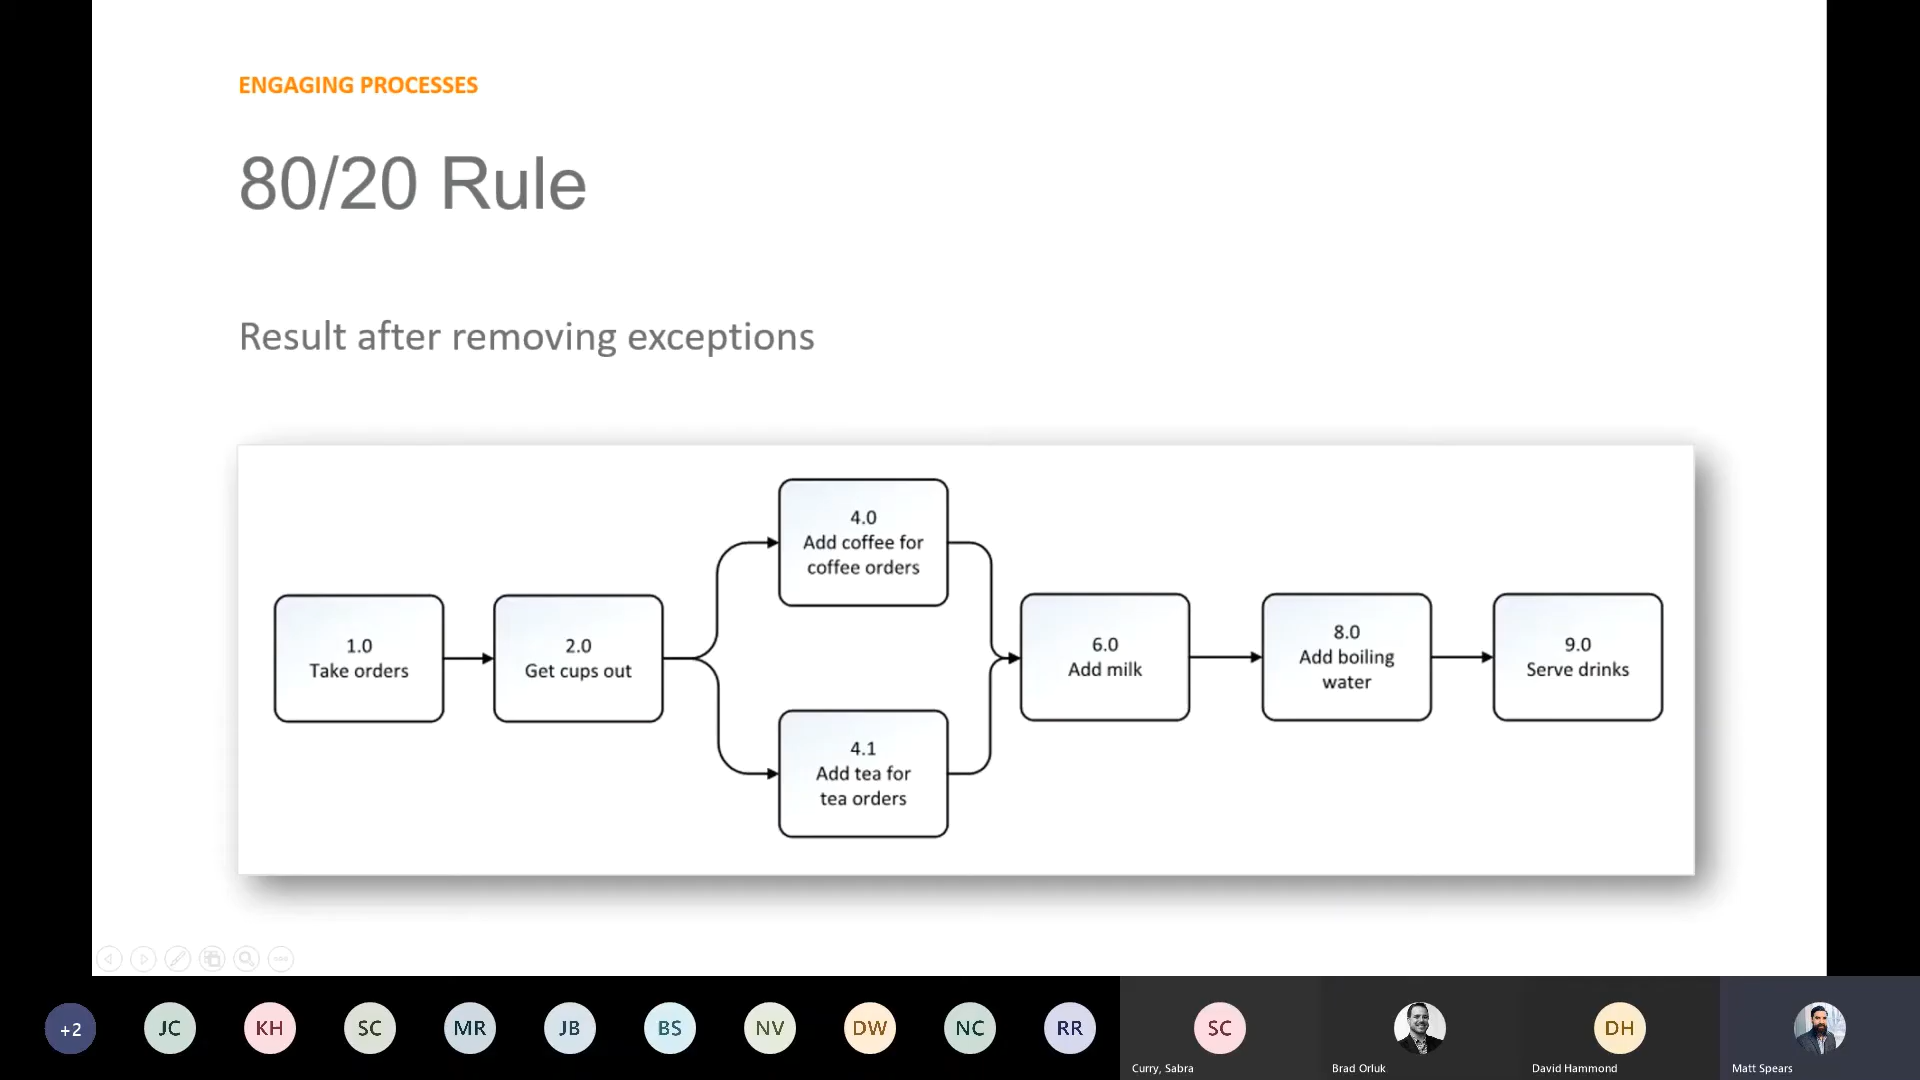 ENGAGING PROCESSES
80/20 Rule
Result after removing exceptions
1.0
Take orders
2.0
Get cups out
4.0
Add coffee for
coffee orders
4.1
Add tea for
tea orders
6.0
Add milk
8.0
Add boiling
water
9.0
Serve drinks
+2
JC
KH
SC
MR
JB
BS
NV
DW
NC
RR
SC
Curry, Sabra
Brad Orluk
DH
David Hammond
Matt Spears